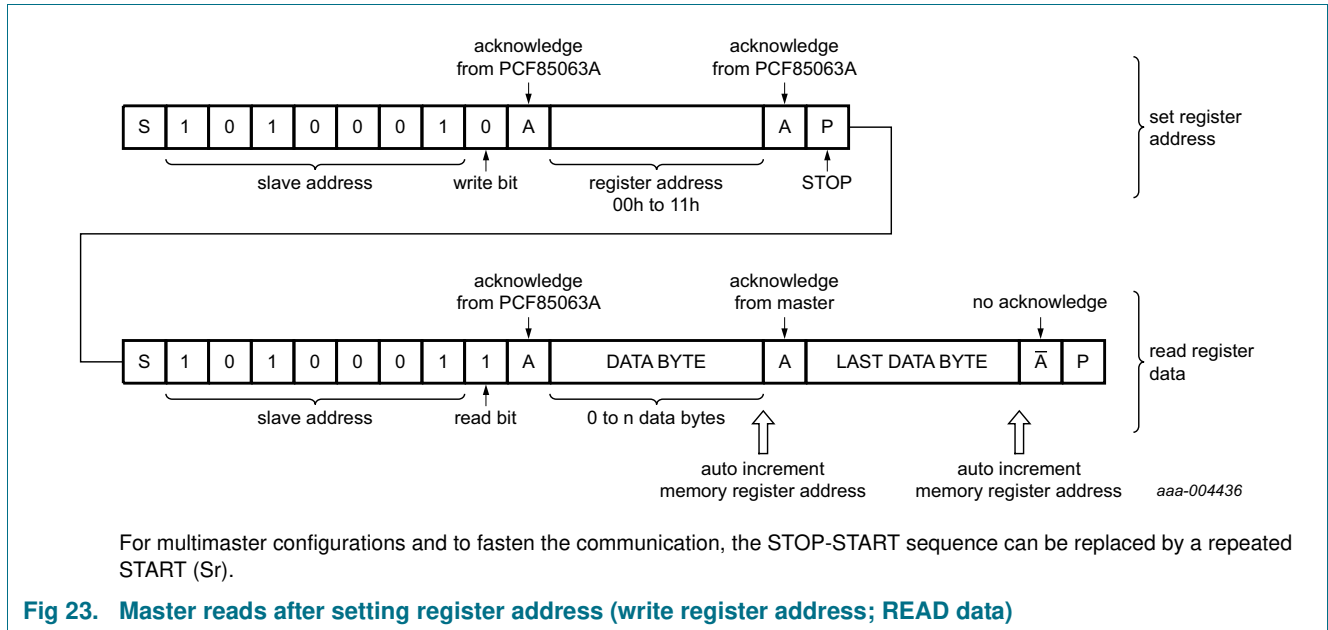 acknowledge
from PCF85063A
acknowledge
from PCF85063A
S 1 0 1 0 0 0 1 0 A A P
set register
address
slave address
write bit
register address
00h to 11h
STOP
acknowledge
from PCF85063A
acknowledge
from master
no acknowledge
S 1 0 1 0 0 0 1 1 A DATA BYTE A LAST DATA BYTE A̅ P
read register
data
slave address
read bit
0 to n data bytes
auto increment
memory register address
auto increment
memory register address
aaa-004436
For multimaster configurations and to fasten the communication, the STOP-START sequence can be replaced by a repeated
START (Sr).
Fig 23. Master reads after setting register address (write register address; READ data)